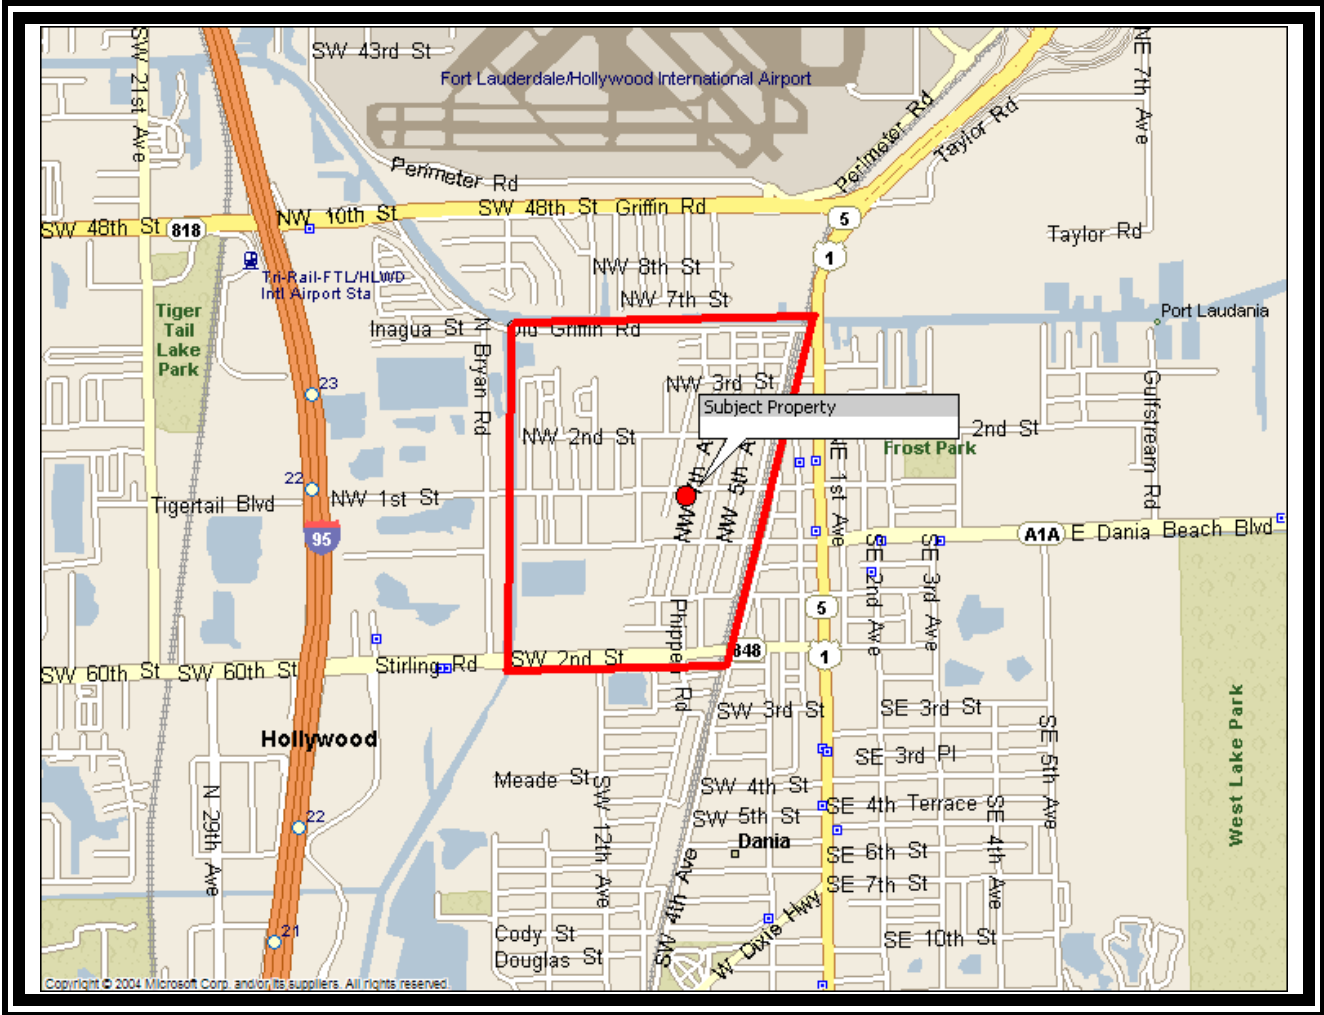 SW 43rd St
SW 21st Ave
Fort Lauderdale/Hollywood International Airport
NE 7th Ave
Perimeter Rd
Taylor Rd
Perimeter Rd
SW 48th St
818
NW 10th St
SW 48th St Griffin Rd
5
1
Taylor Rd
Tri-Rail-FTL/HLWD
Intl Airport Sta
NW 8th St
NW 7th St
Port Laudania
Tiger
Tail
Lake
Park
Inagua St
N Bryan Rd
Old Griffin Rd
23
NW 3rd St
Subject Property
Gulfstream Rd
NW 2nd St
2nd St
Frost Park
22
Tigertail Blvd
NW 1st St
NW 7th A
NW 5th A
NE 1st Ave
95
A1A
E Dania Beach Blvd
SE 2nd Ave
SE 3rd Ave
5
Phippen Rd
848
1
SW 60th St
SW 60th St
Stirling Rd
SW 2nd St
SW 3rd St
SE 3rd St
SE 5th Ave
West Lake Park
Hollywood
SE 3rd Pl
Meade St
SW 12th Ave
SW 4th St
N 29th Ave
22
SW 5th St
SE 4th Terrace
SE 4th Ave
Dania
SE 6th St
SE 7th St
SW 4th Ave
W Dixie Hwy
21
Cody St
Douglas St
SE 10th St
Copyright © 2004 Microsoft Corp. and/or its suppliers. All rights reserved.